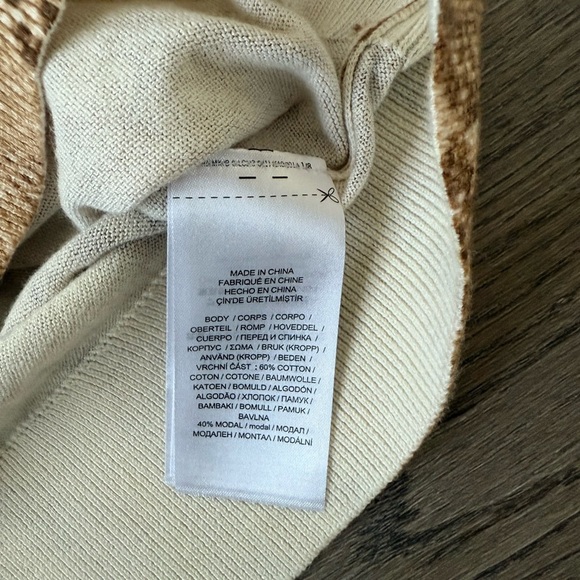 MADE IN CHINA
FABRIQUÉ EN CHINE
HECHO EN CHINA
ÇİN'DE ÜRETİLMİŞTİR
BODY / CORPS / CORPO /
OBERTEIL / ROMP / HOVEDDEL /
CUERPO / ПЕРЕД И СПИНКА /
КОРПУС / ΣΩΜΑ / BRUK (KROPP) /
ANVÄND (KROPP) / BEDEN /
VRCHNÍ ČÁST ; 60% COTTON /
COTON / COTONE / BAUMWOLLE /
KATOEN / BOMULD / ALGODÓN /
ALGODÃO / ХЛОПОК / ПАМУК /
BAMBAKI / BOMULL / PAMUK /
BAVLNA
40% MODAL / modal / МОДАЛ /
МОДАЛЕН / ΜΟΝΤΑΛ / MODÁLNÍ